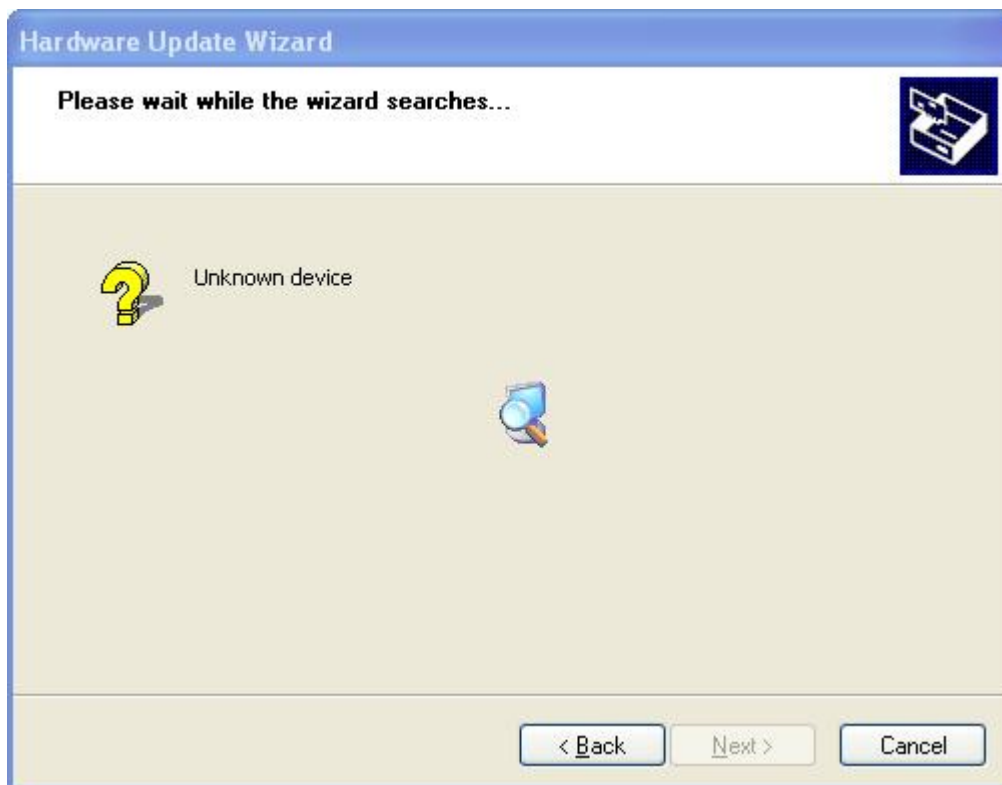 Hardware Update Wizard
Please wait while the wizard searches...
Unknown device
< Back
Next >
Cancel